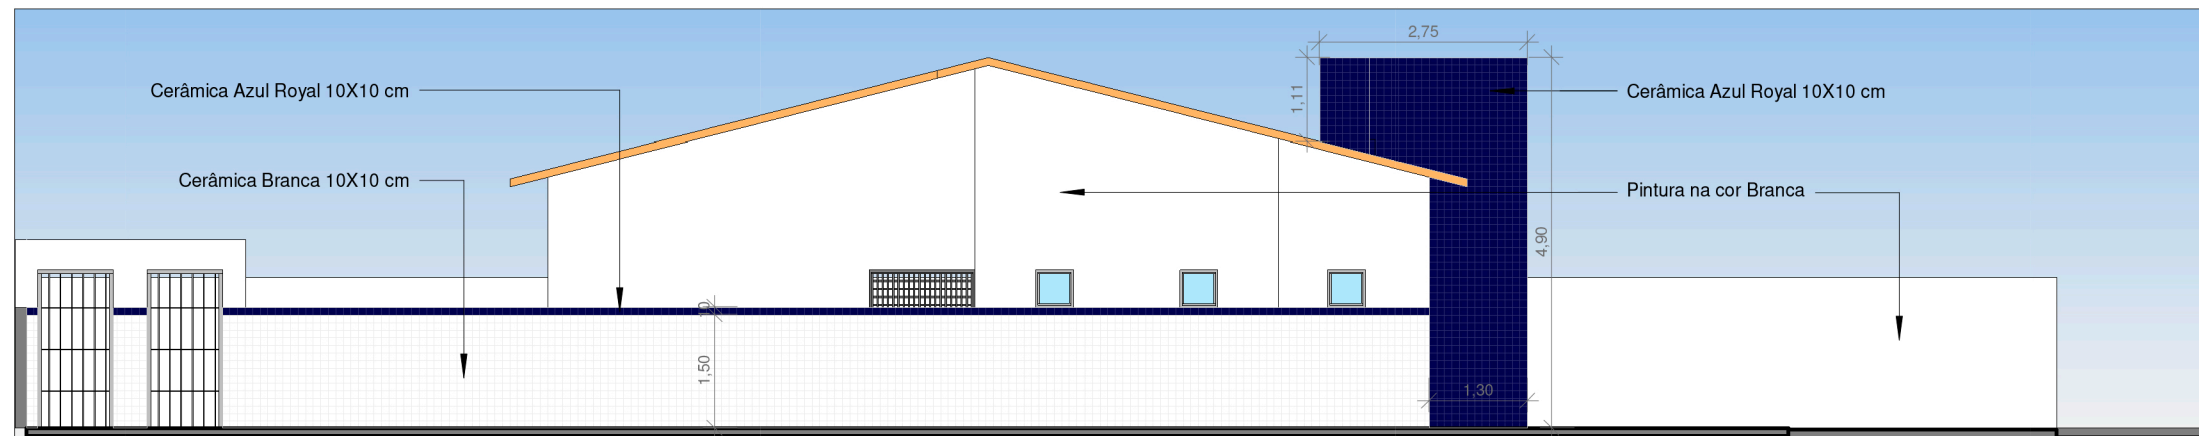 2,75
Cerâmica Azul Royal 10X10 cm
1,11
Cerâmica Azul Royal 10X10 cm
Cerâmica Branca 10X10 cm
Pintura na cor Branca
4,90
10
1,50
1,30